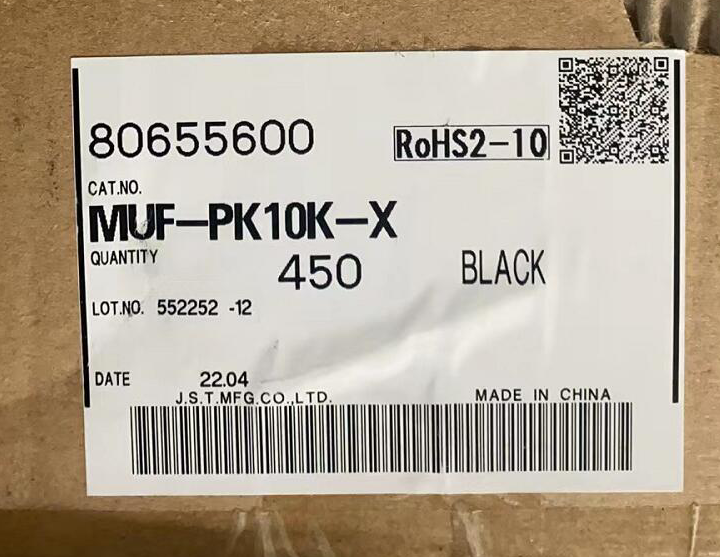 80655600
RoHS2-10
CAT.NO.
MUF-PK10K-X
QUANTITY
450
BLACK
LOT.NO. 552252 -12
DATE 22.04
J.S.T.MFG.CO.,LTD.
MADE IN CHINA